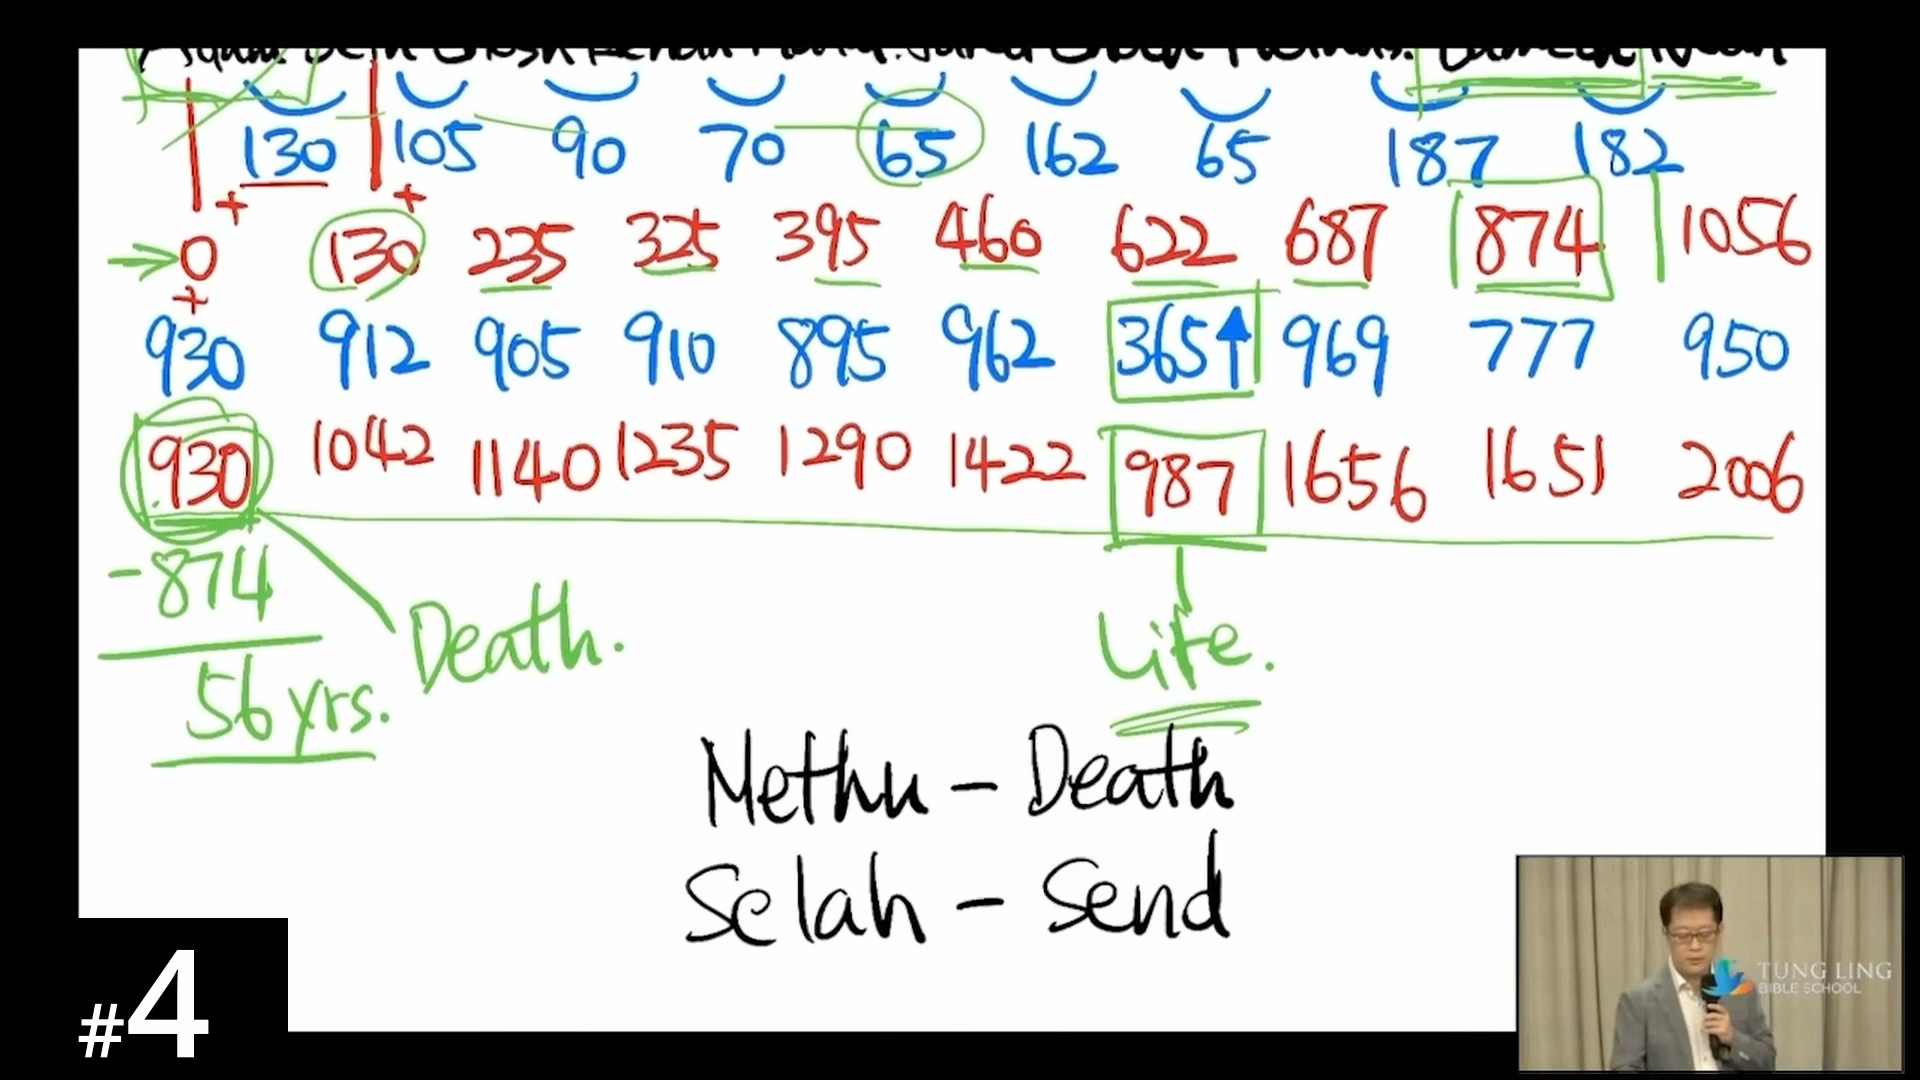 130 105 90 70 65 162 65 187 182
+ +
0 130 235 325 395 460 622 687 874 1056
+
930 912 905 910 895 962 365 969 777 950
930 1042 1140 1235 1290 1422 987 1656 1651 2006
-874
56 yrs.
Death.
Life.
Methu - Death
Selah - Send
#4
TUNG LING
BIBLE SCHOOL